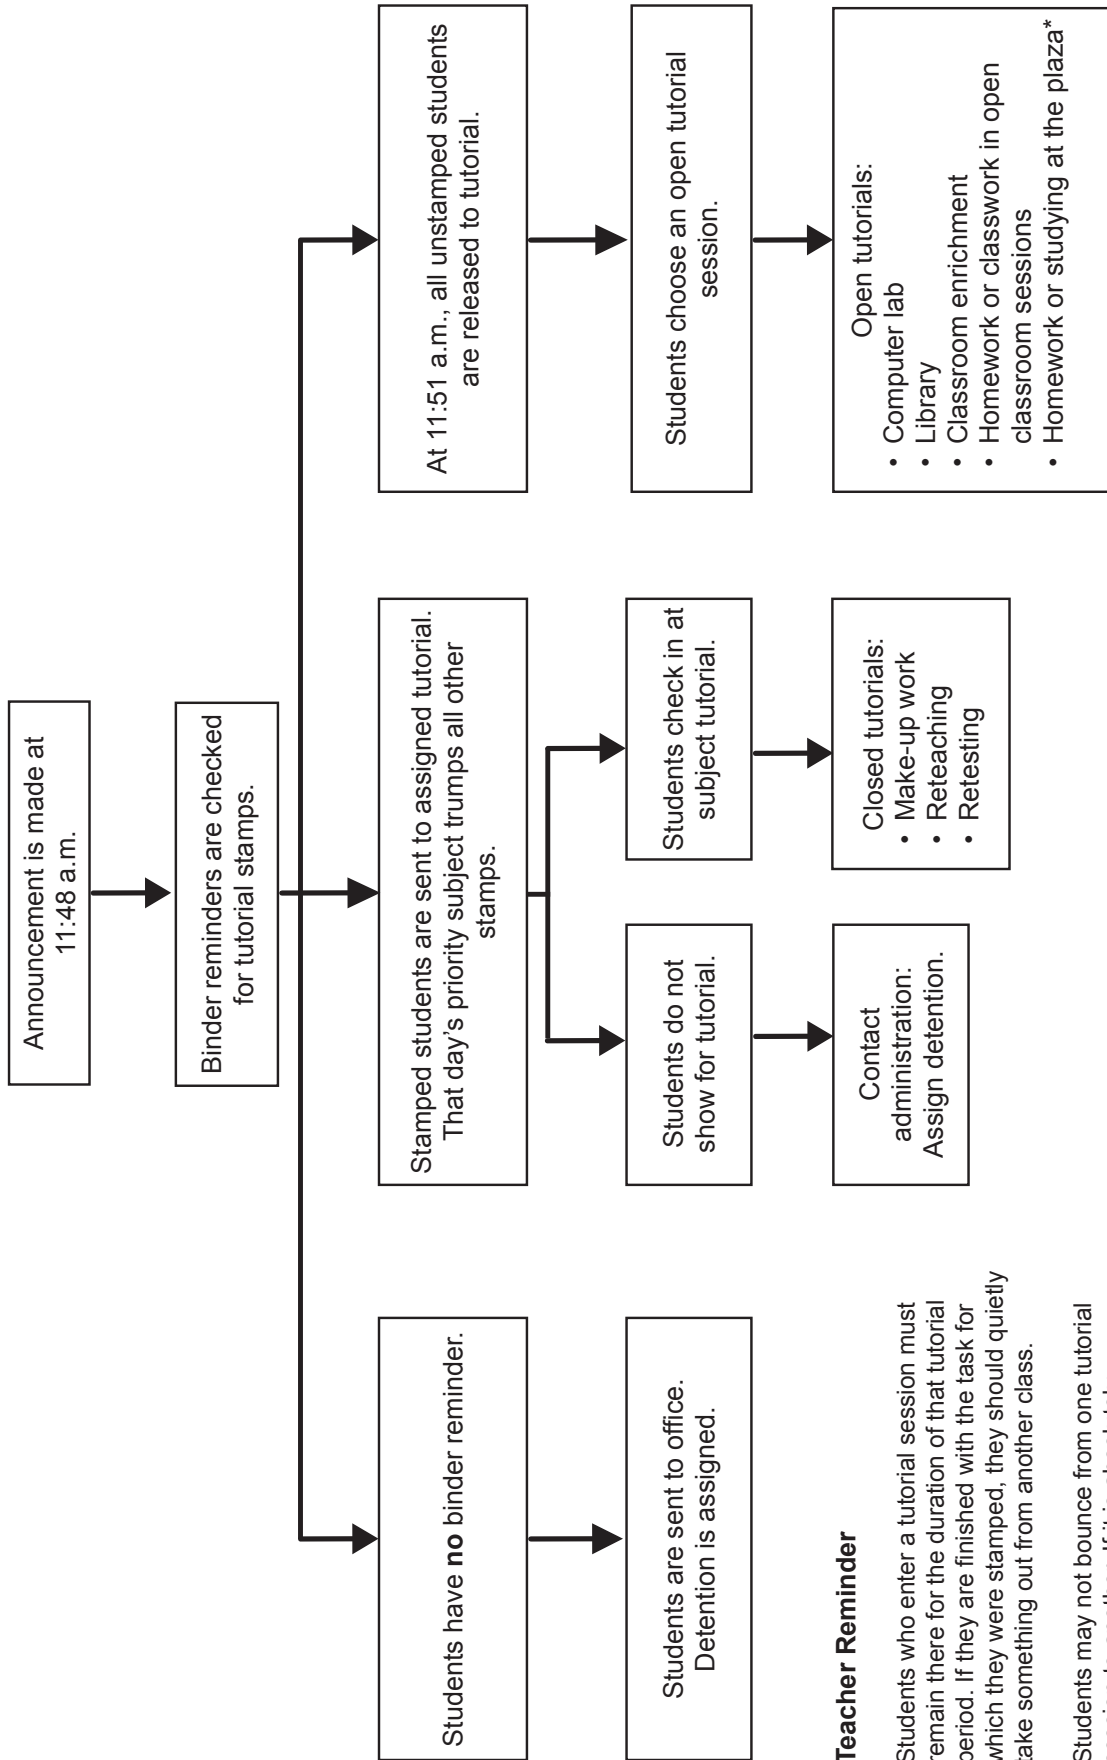 Announcement is made at
11:48 a.m.
Binder reminders are checked
for tutorial stamps.
Students have no binder reminder.
Students are sent to office.
Detention is assigned.
Stamped students are sent to assigned tutorial.
That day’s priority subject trumps all other
stamps.
Students do not
show for tutorial.
Contact
administration:
Assign detention.
Students check in at
subject tutorial.
Closed tutorials:
• Make-up work
• Reteaching
• Retesting
At 11:51 a.m., all unstamped students
are released to tutorial.
Students choose an open tutorial
session.
Open tutorials:
• Computer lab
• Library
• Classroom enrichment
• Homework or classwork in open
classroom sessions
• Homework or studying at the plaza*
Teacher Reminder
Students who enter a tutorial session must
remain there for the duration of that tutorial
period. If they are finished with the task for
which they were stamped, they should quietly
take something out from another class.
Students may not bounce from one tutorial
to another. If it is